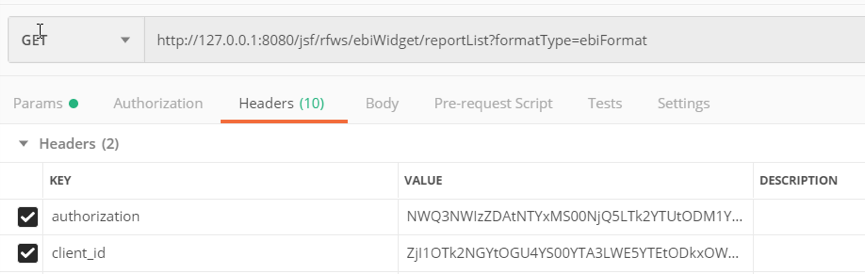 GET http://127.0.0.1:8080/jsf/rfws/ebiWidget/reportList?formatType=ebiFormat
Params Authorization Headers (10) Body Pre-request Script Tests Settings
Headers (2)
KEY VALUE DESCRIPTION
authorization NWQ3NWIzZDAtNTYxMS00NjQ5LTk2YTUtODM1Y...
client_id ZjI1OTk2NGYtOGU4YS00YTA3LWE5YTEtODkxOW...